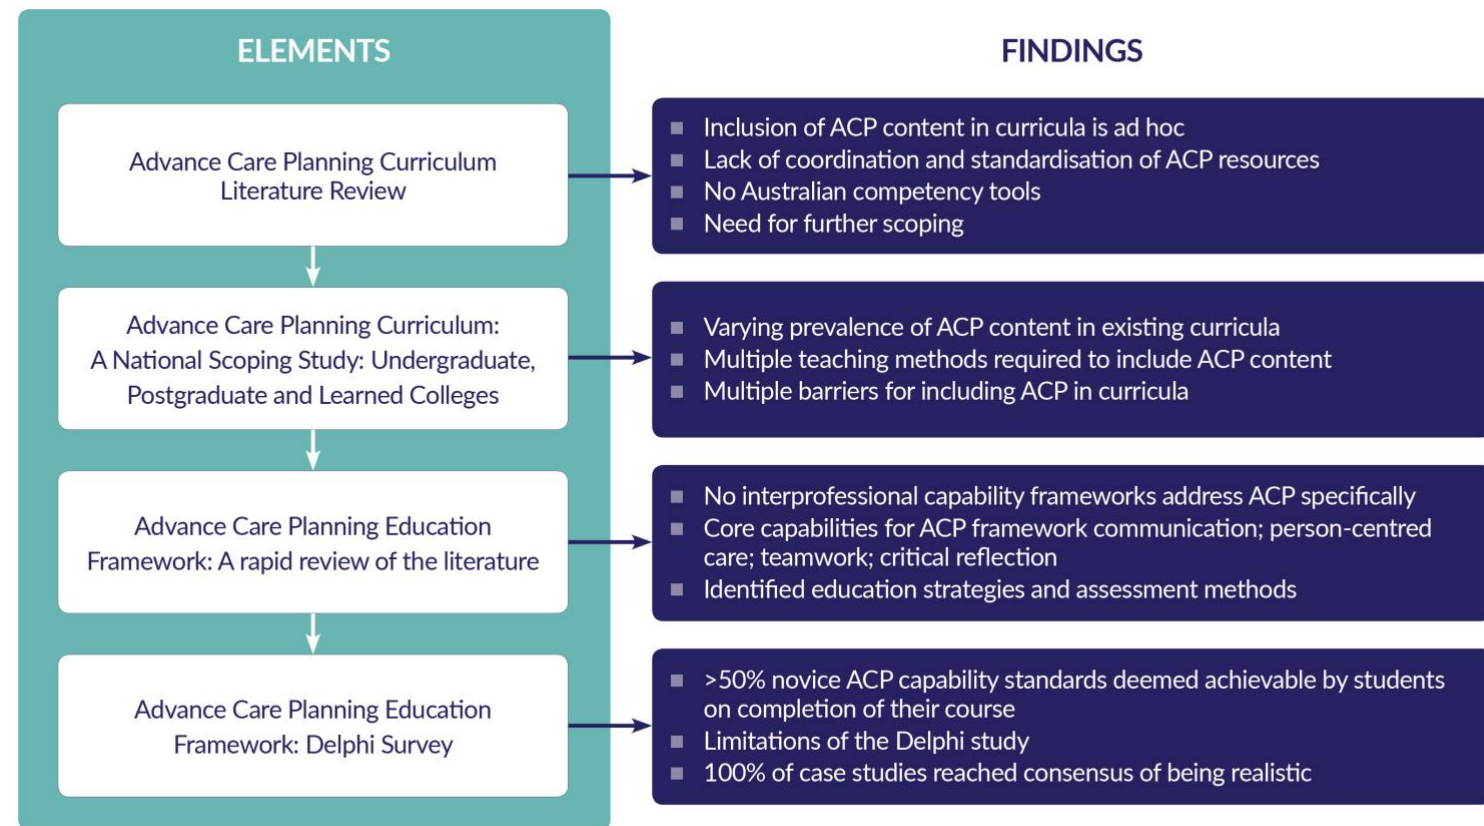 ELEMENTS
FINDINGS
Advance Care Planning Curriculum
Literature Review
Inclusion of ACP content in curricula is ad hoc
Lack of coordination and standardisation of ACP resources
No Australian competency tools
Need for further scoping
Advance Care Planning Curriculum:
A National Scoping Study: Undergraduate,
Postgraduate and Learned Colleges
Varying prevalence of ACP content in existing curricula
Multiple teaching methods required to include ACP content
Multiple barriers for including ACP in curricula
Advance Care Planning Education
Framework: A rapid review of the literature
No interprofessional capability frameworks address ACP specifically
Core capabilities for ACP framework communication; person-centred
care; teamwork; critical reflection
Identified education strategies and assessment methods
Advance Care Planning Education
Framework: Delphi Survey
>50% novice ACP capability standards deemed achievable by students
on completion of their course
Limitations of the Delphi study
100% of case studies reached consensus of being realistic